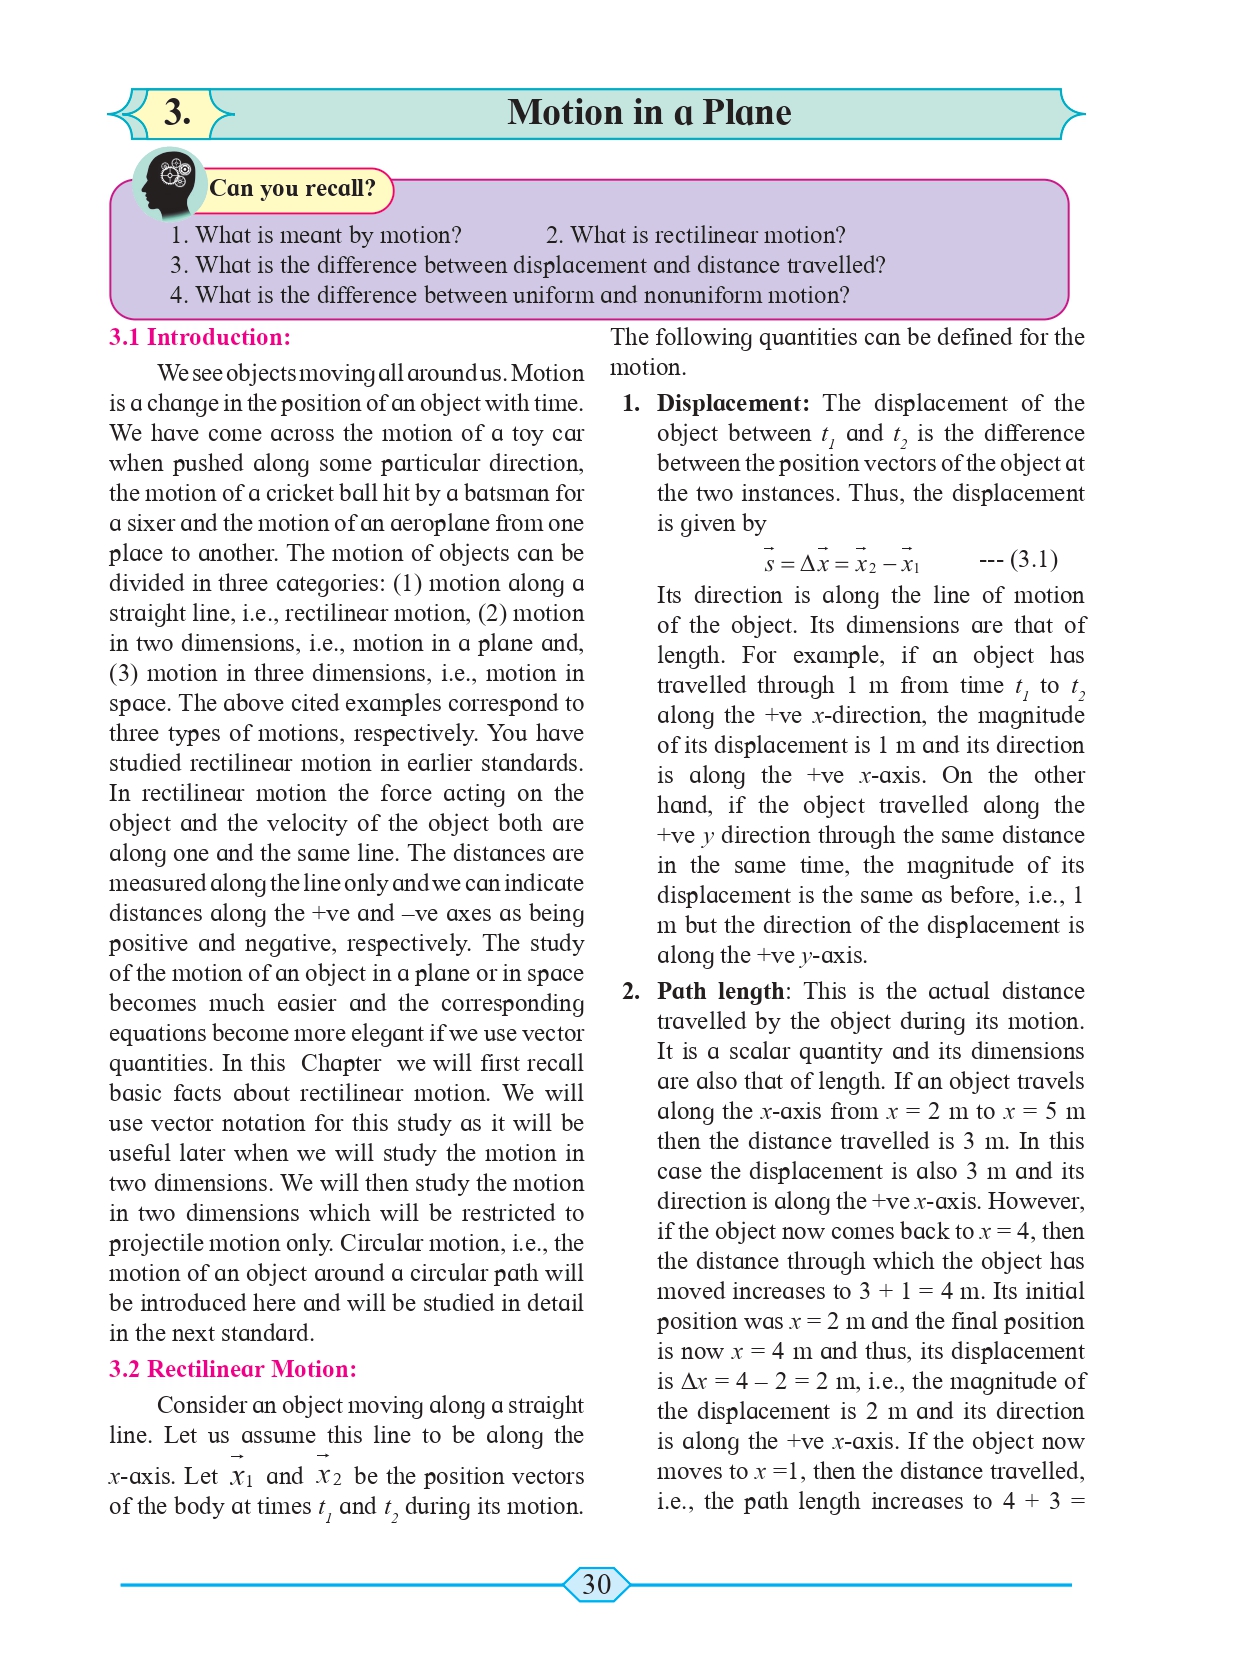 3.
Motion in a Plane
Can you recall?
1. What is meant by motion? 2. What is rectilinear motion?
3. What is the difference between displacement and distance travelled?
4. What is the difference between uniform and nonuniform motion?
3.1 Introduction:
We see objects moving all around us. Motion
is a change in the position of an object with time.
We have come across the motion of a toy car
when pushed along some particular direction,
the motion of a cricket ball hit by a batsman for
a sixer and the motion of an aeroplane from one
place to another. The motion of objects can be
divided in three categories: (1) motion along a
straight line, i.e., rectilinear motion, (2) motion
in two dimensions, i.e., motion in a plane and,
(3) motion in three dimensions, i.e., motion in
space. The above cited examples correspond to
three types of motions, respectively. You have
studied rectilinear motion in earlier standards.
In rectilinear motion the force acting on the
object and the velocity of the object both are
along one and the same line. The distances are
measured along the line only and we can indicate
distances along the +ve and –ve axes as being
positive and negative, respectively. The study
of the motion of an object in a plane or in space
becomes much easier and the corresponding
equations become more elegant if we use vector
quantities. In this Chapter we will first recall
basic facts about rectilinear motion. We will
use vector notation for this study as it will be
useful later when we will study the motion in
two dimensions. We will then study the motion
in two dimensions which will be restricted to
projectile motion only. Circular motion, i.e., the
motion of an object around a circular path will
be introduced here and will be studied in detail
in the next standard.
3.2 Rectilinear Motion:
Consider an object moving along a straight
line. Let us assume this line to be along the
x-axis. Let x⃗₁ and x⃗₂ be the position vectors
of the body at times t₁ and t₂ during its motion.
The following quantities can be defined for the
motion.
1. Displacement: The displacement of the
object between t₁ and t₂ is the difference
between the position vectors of the object at
the two instances. Thus, the displacement
is given by
s⃗ = Δx⃗ = x⃗₂ − x⃗₁ --- (3.1)
Its direction is along the line of motion
of the object. Its dimensions are that of
length. For example, if an object has
travelled through 1 m from time t₁ to t₂
along the +ve x-direction, the magnitude
of its displacement is 1 m and its direction
is along the +ve x-axis. On the other
hand, if the object travelled along the
+ve y direction through the same distance
in the same time, the magnitude of its
displacement is the same as before, i.e., 1
m but the direction of the displacement is
along the +ve y-axis.
2. Path length: This is the actual distance
travelled by the object during its motion.
It is a scalar quantity and its dimensions
are also that of length. If an object travels
along the x-axis from x = 2 m to x = 5 m
then the distance travelled is 3 m. In this
case the displacement is also 3 m and its
direction is along the +ve x-axis. However,
if the object now comes back to x = 4, then
the distance through which the object has
moved increases to 3 + 1 = 4 m. Its initial
position was x = 2 m and the final position
is now x = 4 m and thus, its displacement
is Δx = 4 – 2 = 2 m, i.e., the magnitude of
the displacement is 2 m and its direction
is along the +ve x-axis. If the object now
moves to x =1, then the distance travelled,
i.e., the path length increases to 4 + 3 =
30